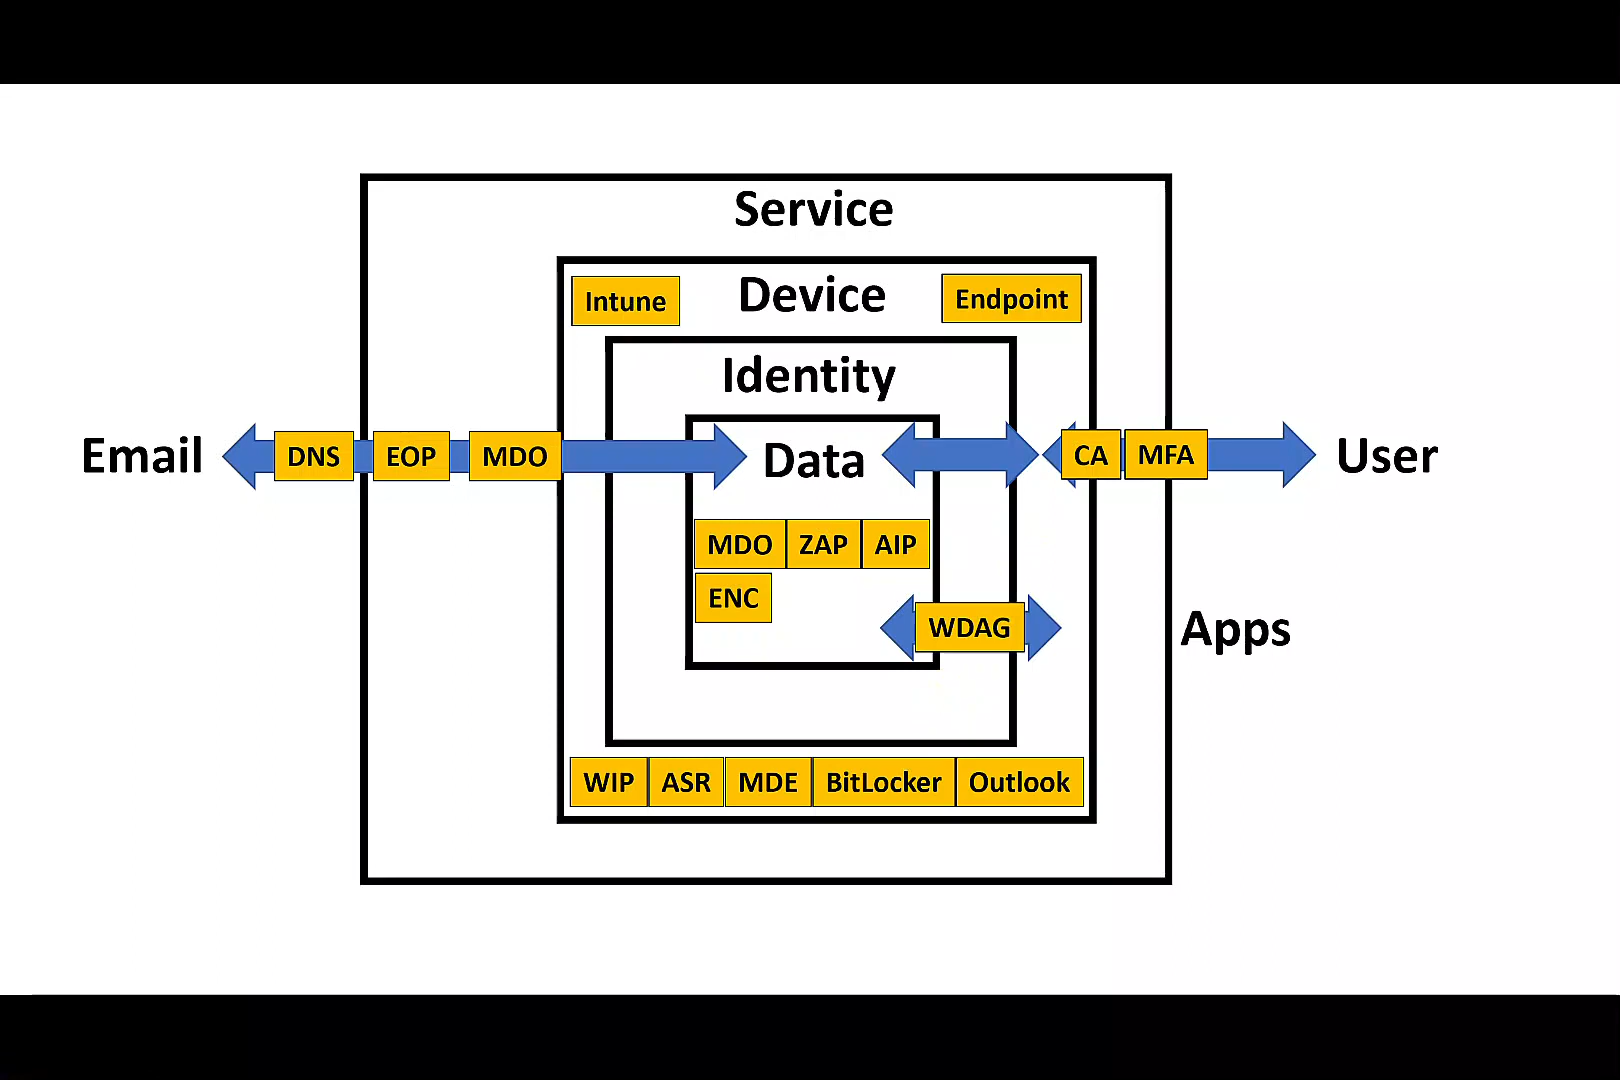 Service
Intune
Device
Endpoint
Identity
Email
DNS
EOP
MDO
Data
CA
MFA
User
MDO
ZAP
AIP
ENC
WDAG
Apps
WIP
ASR
MDE
BitLocker
Outlook